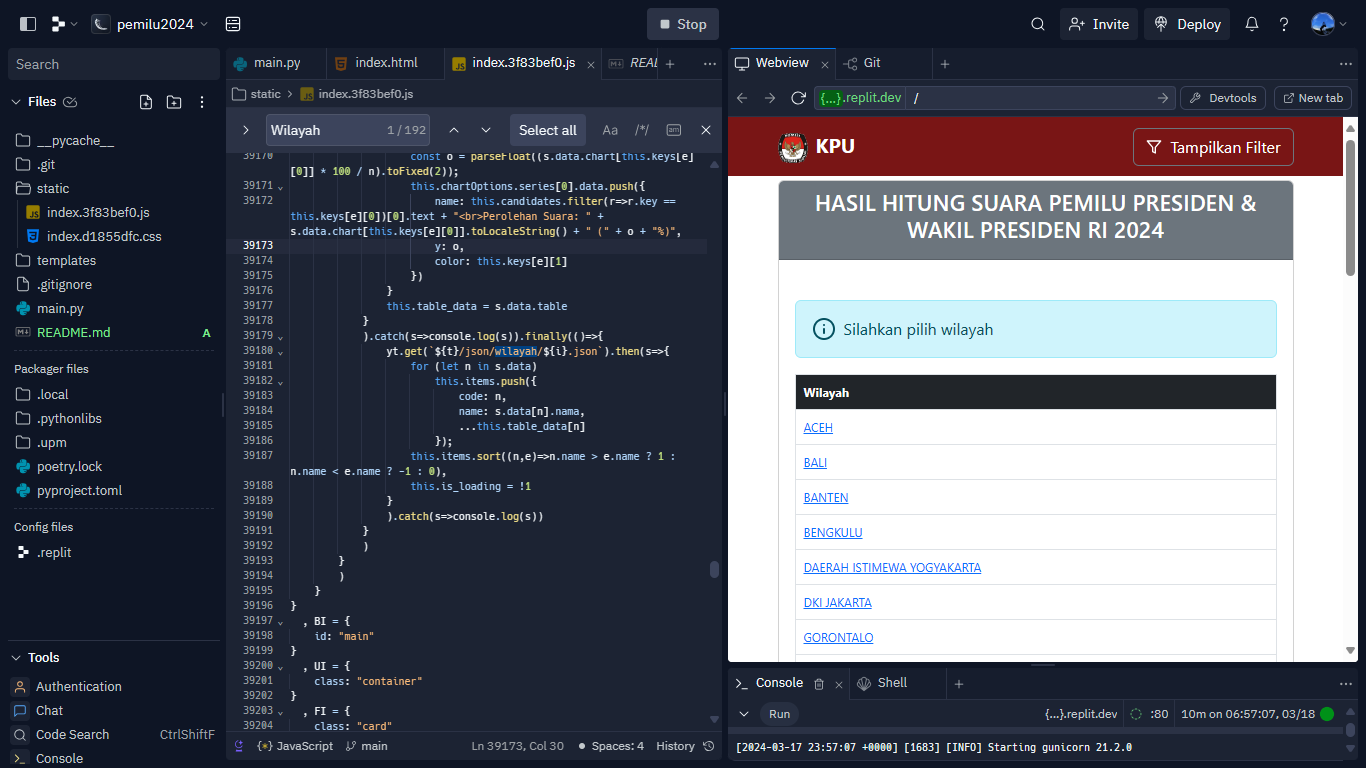 pemilu2024
Stop
Invite
Deploy
Search
Files
__pycache__
.git
static
index.3f83bef0.js
index.d1855dfc.css
templates
.gitignore
main.py
README.md
A
Packager files
.local
.pythonlibs
.upm
poetry.lock
pyproject.toml
Config files
.replit
Tools
Authentication
Chat
Code Search
CtrlShiftF
Console
main.py
index.html
index.3f83bef0.js
static > index.3f83bef0.js
Wilayah
1 / 192
Select all
Aa
39170 const o = parseFloat((s.data.chart[this.keys[e]
[0]] * 100 / n).toFixed(2));
39171 this.chartOptions.series[0].data.push({
39172 name: this.candidates.filter(r=>r.key ==
this.keys[e][0])[0].text + "<br>Perolehan Suara: " +
s.data.chart[this.keys[e][0]].toLocaleString() + " (" + o + "%)",
39173 y: o,
39174 color: this.keys[e][1]
39175 })
39176 }
39177 this.table_data = s.data.table
39178 }
39179 ).catch(s=>console.log(s)).finally(()=>{
39180 yt.get(`${t}/json/wilayah/${i}.json`).then(s=>{
39181 for (let n in s.data)
39182 this.items.push({
39183 code: n,
39184 name: s.data[n].nama,
39185 ...this.table_data[n]
39186 });
39187 this.items.sort((n,e)=>n.name > e.name ? 1 :
n.name < e.name ? -1 : 0),
39188 this.is_loading = !1
39189 }
39190 ).catch(s=>console.log(s))
39191 }
39192 )
39193 }
39194 )
39195 }
39196 }
39197 , BI = {
39198 id: "main"
39199 }
39200 , UI = {
39201 class: "container"
39202 }
39203 , FI = {
39204 class: "card"
JavaScript
main
Ln 39173, Col 30
Spaces: 4
History
Webview
Git
{...}.replit.dev
/
Devtools
New tab
KPU
Tampilkan Filter
HASIL HITUNG SUARA PEMILU PRESIDEN &
WAKIL PRESIDEN RI 2024
Silahkan pilih wilayah
Wilayah
ACEH
BALI
BANTEN
BENGKULU
DAERAH ISTIMEWA YOGYAKARTA
DKI JAKARTA
GORONTALO
Console
Shell
Run
{...}.replit.dev
:80
10m on 06:57:07, 03/18
[2024-03-17 23:57:07 +0000] [1683] [INFO] Starting gunicorn 21.2.0